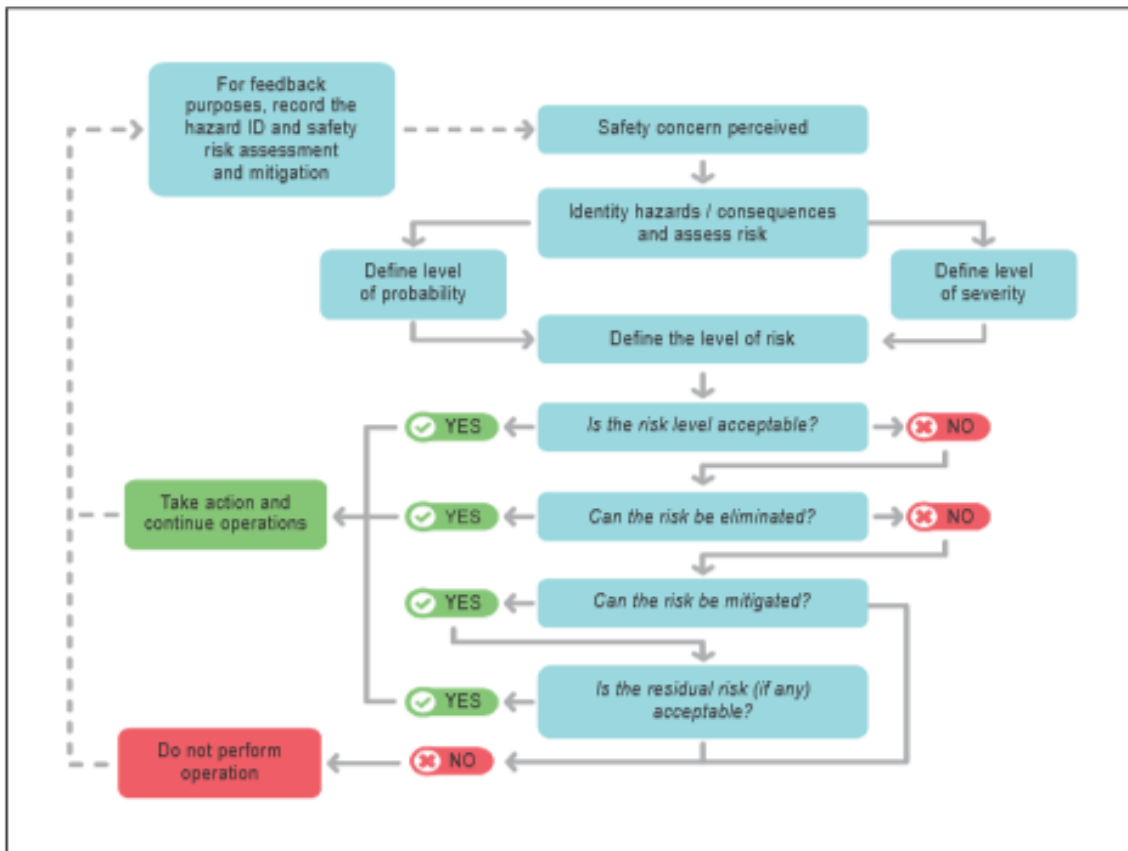 For feedback
purposes, record the
hazard ID and safety
risk assessment
and mitigation
Safety concern perceived
Identity hazards / consequences
and assess risk
Define level
of probability
Define level
of severity
Define the level of risk
YES
Is the risk level acceptable?
NO
Take action and
continue operations
YES
Can the risk be eliminated?
NO
YES
Can the risk be mitigated?
YES
Is the residual risk (if any)
acceptable?
Do not perform
operation
NO